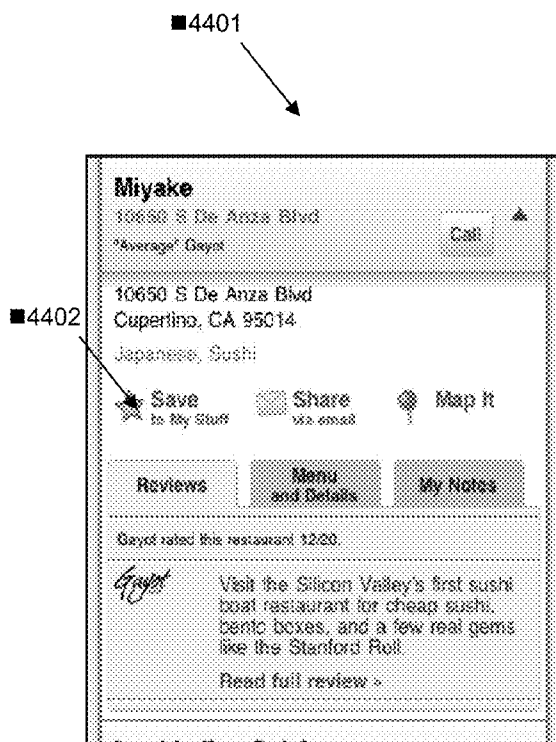 ■4401
Miyake
10650 S De Anza Blvd
"Average" Gayot
Call
10650 S De Anza Blvd
Cupertino, CA 95014
■4402
Japanese, Sushi
Save
to My Stuff
Share
via email
Map It
Reviews
Menu
and Details
My Notes
Gayot rated this restaurant 12/20.
Gayot
Visit the Silicon Valley's first sushi
boat restaurant for cheap sushi,
bento boxes, and a few real gems
like the Stanford Roll
Read full review »